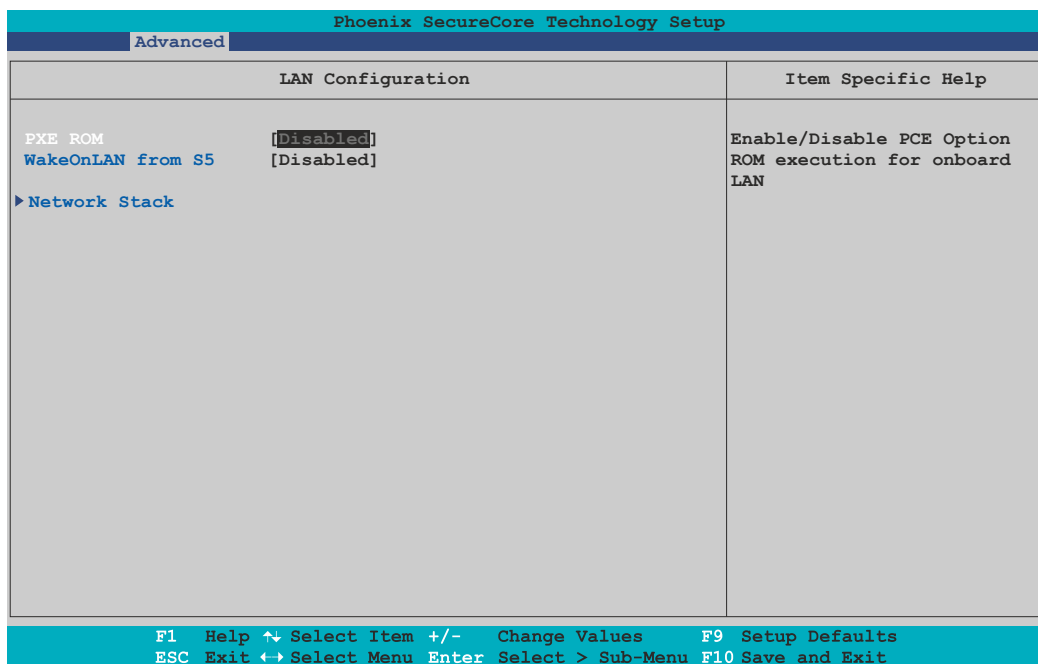 Phoenix SecureCore Technology Setup
Advanced
LAN Configuration
Item Specific Help
PXE ROM [Disabled]
WakeOnLAN from S5 [Disabled]
Network Stack
Enable/Disable PCE Option
ROM execution for onboard
LAN
F1 Help ↑↓ Select Item +/- Change Values F9 Setup Defaults
ESC Exit ←→ Select Menu Enter Select > Sub-Menu F10 Save and Exit